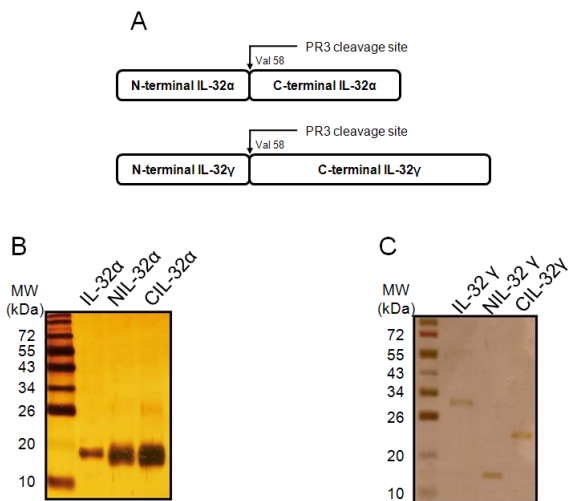 A
PR3 cleavage site
Val 58
N-terminal IL-32α C-terminal IL-32α
PR3 cleavage site
Val 58
N-terminal IL-32γ C-terminal IL-32γ
B
IL-32α
NIL-32α
CIL-32α
MW
(kDa)
72
55
43
34
26
20
10
C
IL-32 γ
NIL-32 γ
CIL-32γ
MW
(kDa)
72
55
43
34
26
20
10